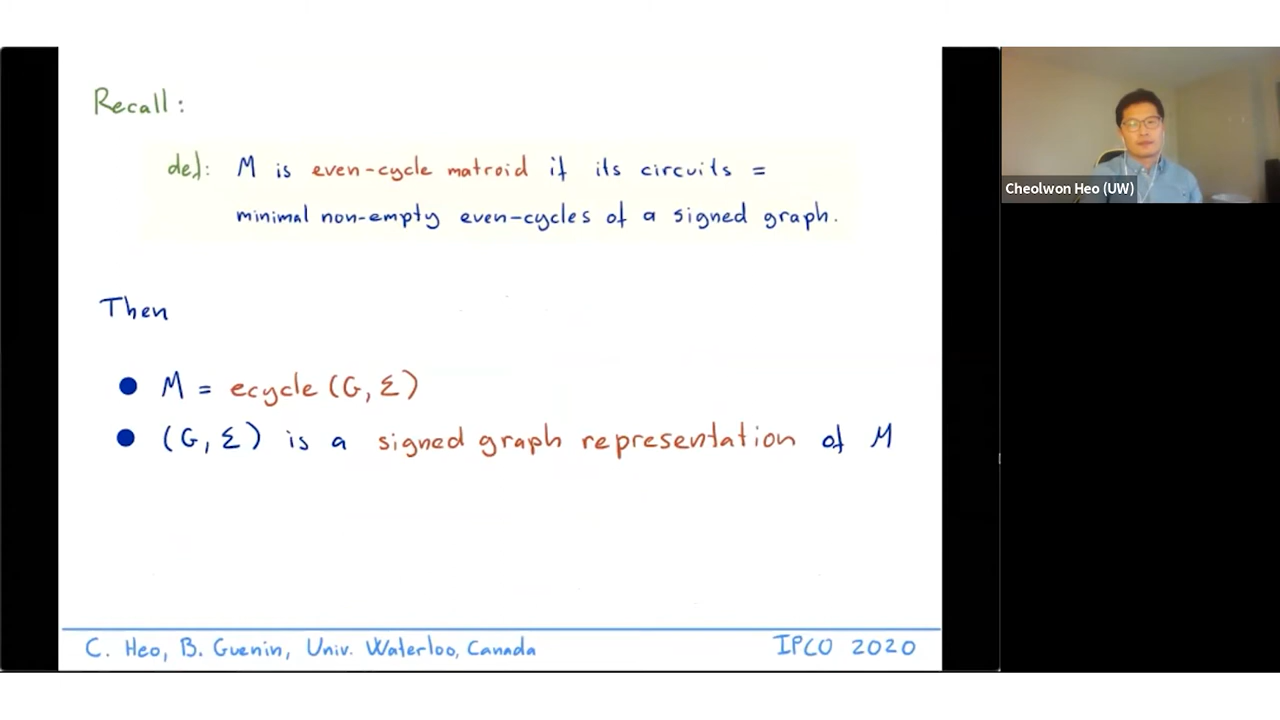 Recall:
def: M is even-cycle matroid if its circuits =
minimal non-empty even-cycles of a signed graph.
Then
● M = ecycle (G, Σ)
● (G, Σ) is a signed graph representation of M
C. Heo, B. Guenin, Univ. Waterloo, Canada
IPCO 2020
Cheolwon Heo (UW)